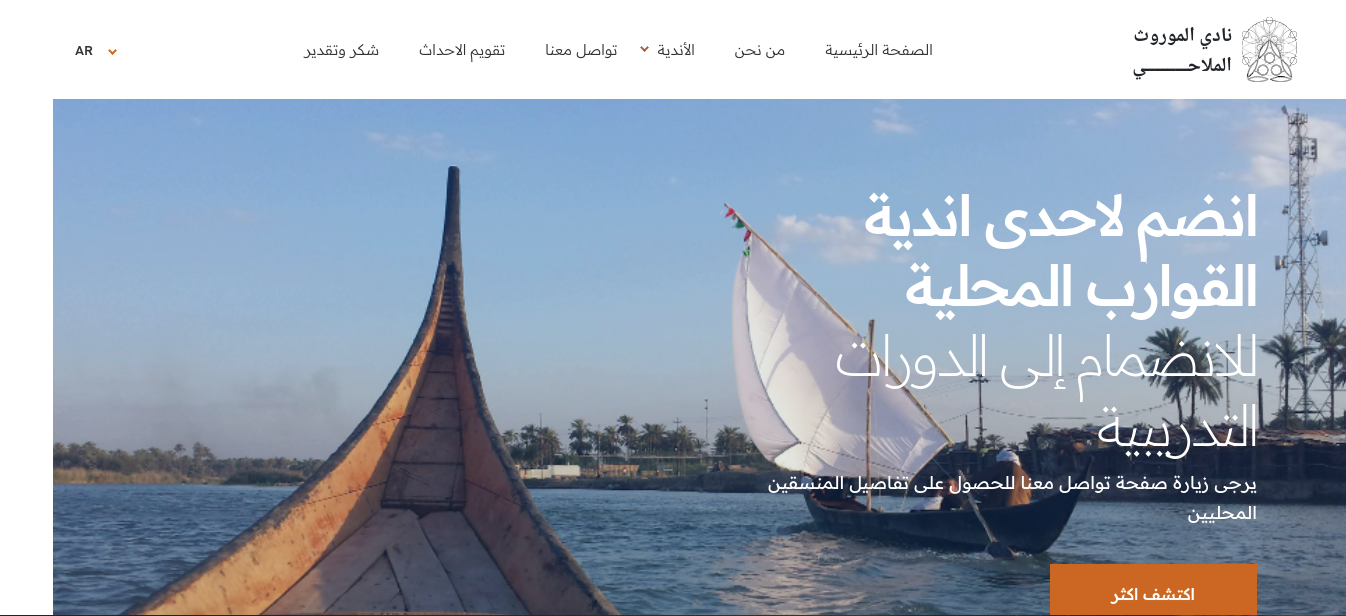 نادي الموروث
الملاحـــــــــي
الصفحة الرئيسية
من نحن
الأندية
تواصل معنا
تقويم الاحداث
شكر وتقدير
AR
انضم لاحدى اندية
القوارب المحلية
للانضمام إلى الدورات
التدريبية
يرجى زيارة صفحة تواصل معنا للحصول على تفاصيل المنسقين
المحليين
اكتشف اكثر